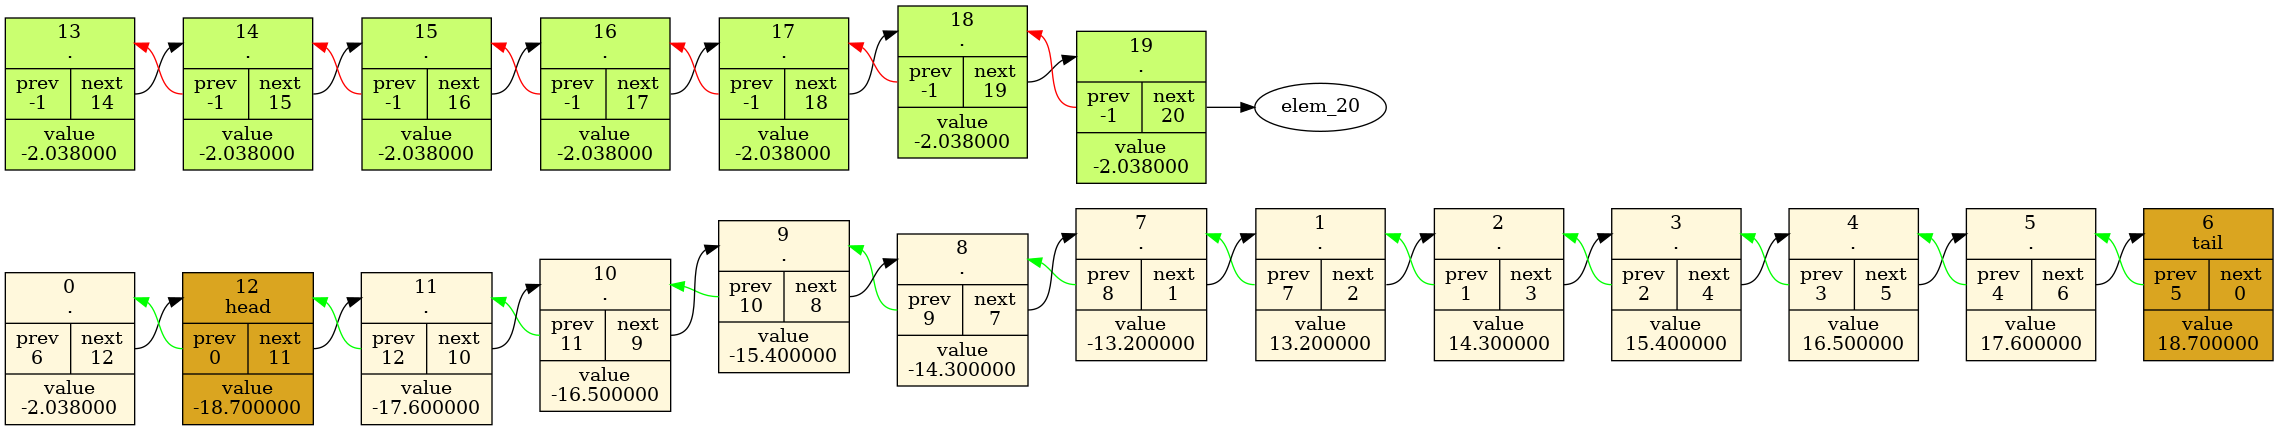 13
.
prev
-1
next
14
value
-2.038000
14
.
prev
-1
next
15
value
-2.038000
15
.
prev
-1
next
16
value
-2.038000
16
.
prev
-1
next
17
value
-2.038000
17
.
prev
-1
next
18
value
-2.038000
18
.
prev
-1
next
19
value
-2.038000
19
.
prev
-1
next
20
value
-2.038000
elem_20
0
.
prev
6
next
12
value
-2.038000
12
head
prev
0
next
11
value
-18.700000
11
.
prev
12
next
10
value
-17.600000
10
.
prev
11
next
9
value
-16.500000
9
.
prev
10
next
8
value
-15.400000
8
.
prev
9
next
7
value
-14.300000
7
.
prev
8
next
1
value
-13.200000
1
.
prev
7
next
2
value
13.200000
2
.
prev
1
next
3
value
14.300000
3
.
prev
2
next
4
value
15.400000
4
.
prev
3
next
5
value
16.500000
5
.
prev
4
next
6
value
17.600000
6
tail
prev
5
next
0
value
18.700000